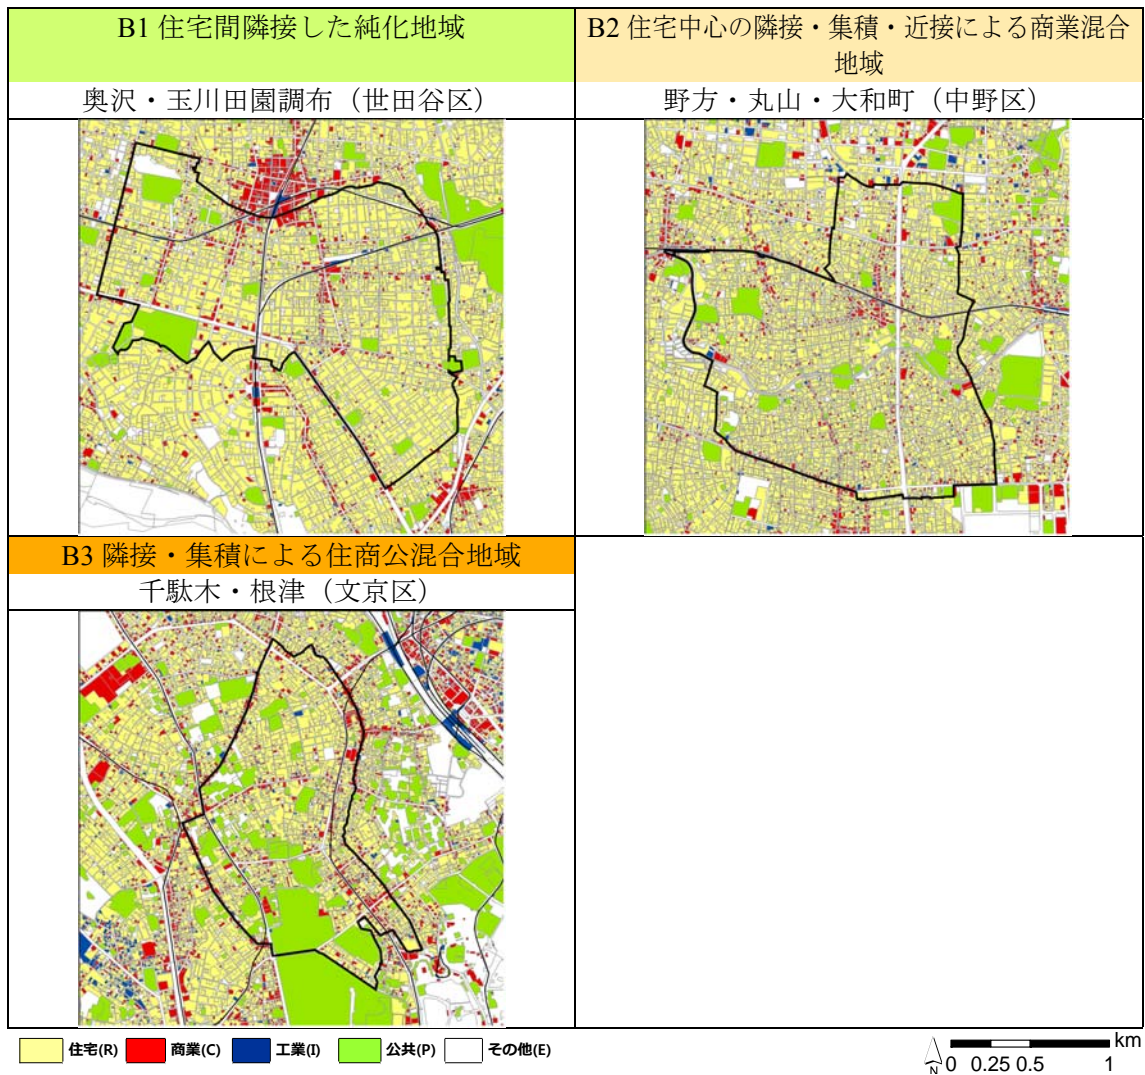 B1 住宅間隣接した純化地域
奥沢・玉川田園調布（世田谷区）
B2 住宅中心の隣接・集積・近接による商業混合
地域
野方・丸山・大和町（中野区）
B3 隣接・集積による住商公混合地域
千駄木・根津（文京区）
住宅(R) 商業(C) 工業(I) 公共(P) その他(E)
N
km
0 0.25 0.5 1